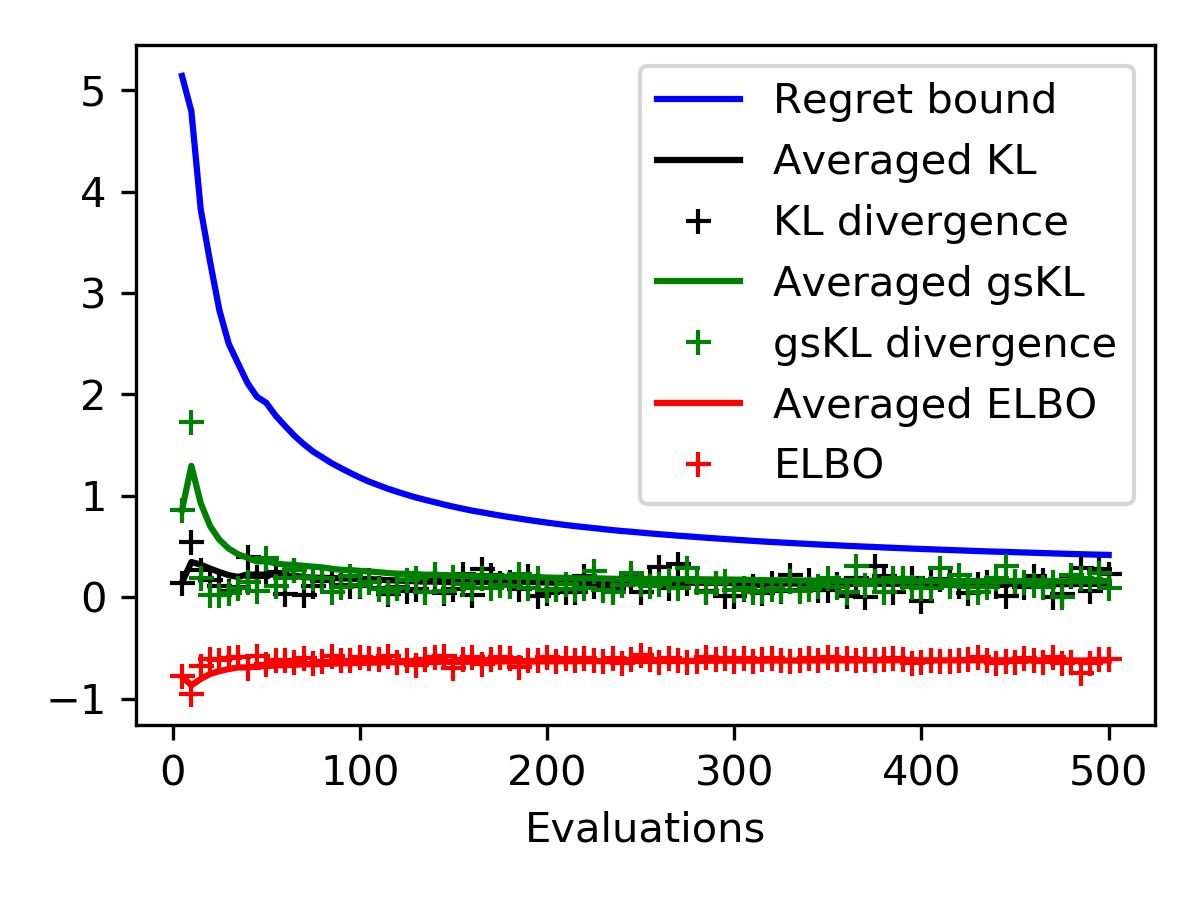 5
4
3
2
1
0
−1
Regret bound
Averaged KL
KL divergence
Averaged gsKL
gsKL divergence
Averaged ELBO
ELBO
0 100 200 300 400 500
Evaluations